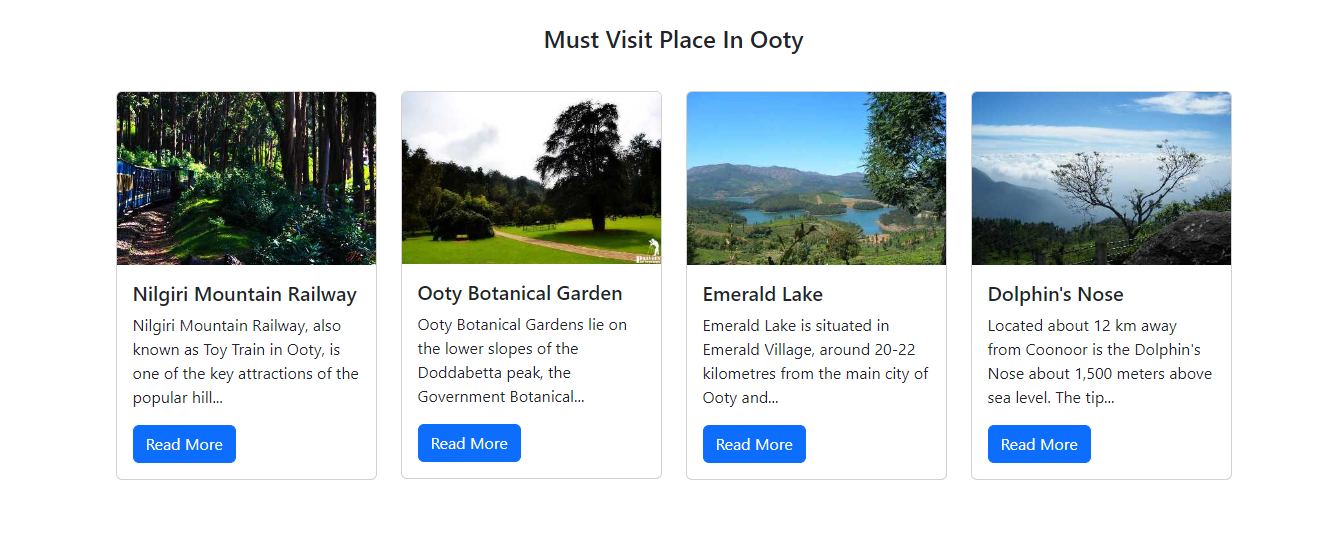 Must Visit Place In Ooty
Nilgiri Mountain Railway
Nilgiri Mountain Railway, also
known as Toy Train in Ooty, is
one of the key attractions of the
popular hill...
Read More
Ooty Botanical Garden
Ooty Botanical Gardens lie on
the lower slopes of the
Doddabetta peak, the
Government Botanical...
Read More
Emerald Lake
Emerald Lake is situated in
Emerald Village, around 20-22
kilometres from the main city of
Ooty and...
Read More
Dolphin's Nose
Located about 12 km away
from Coonoor is the Dolphin's
Nose about 1,500 meters above
sea level. The tip...
Read More